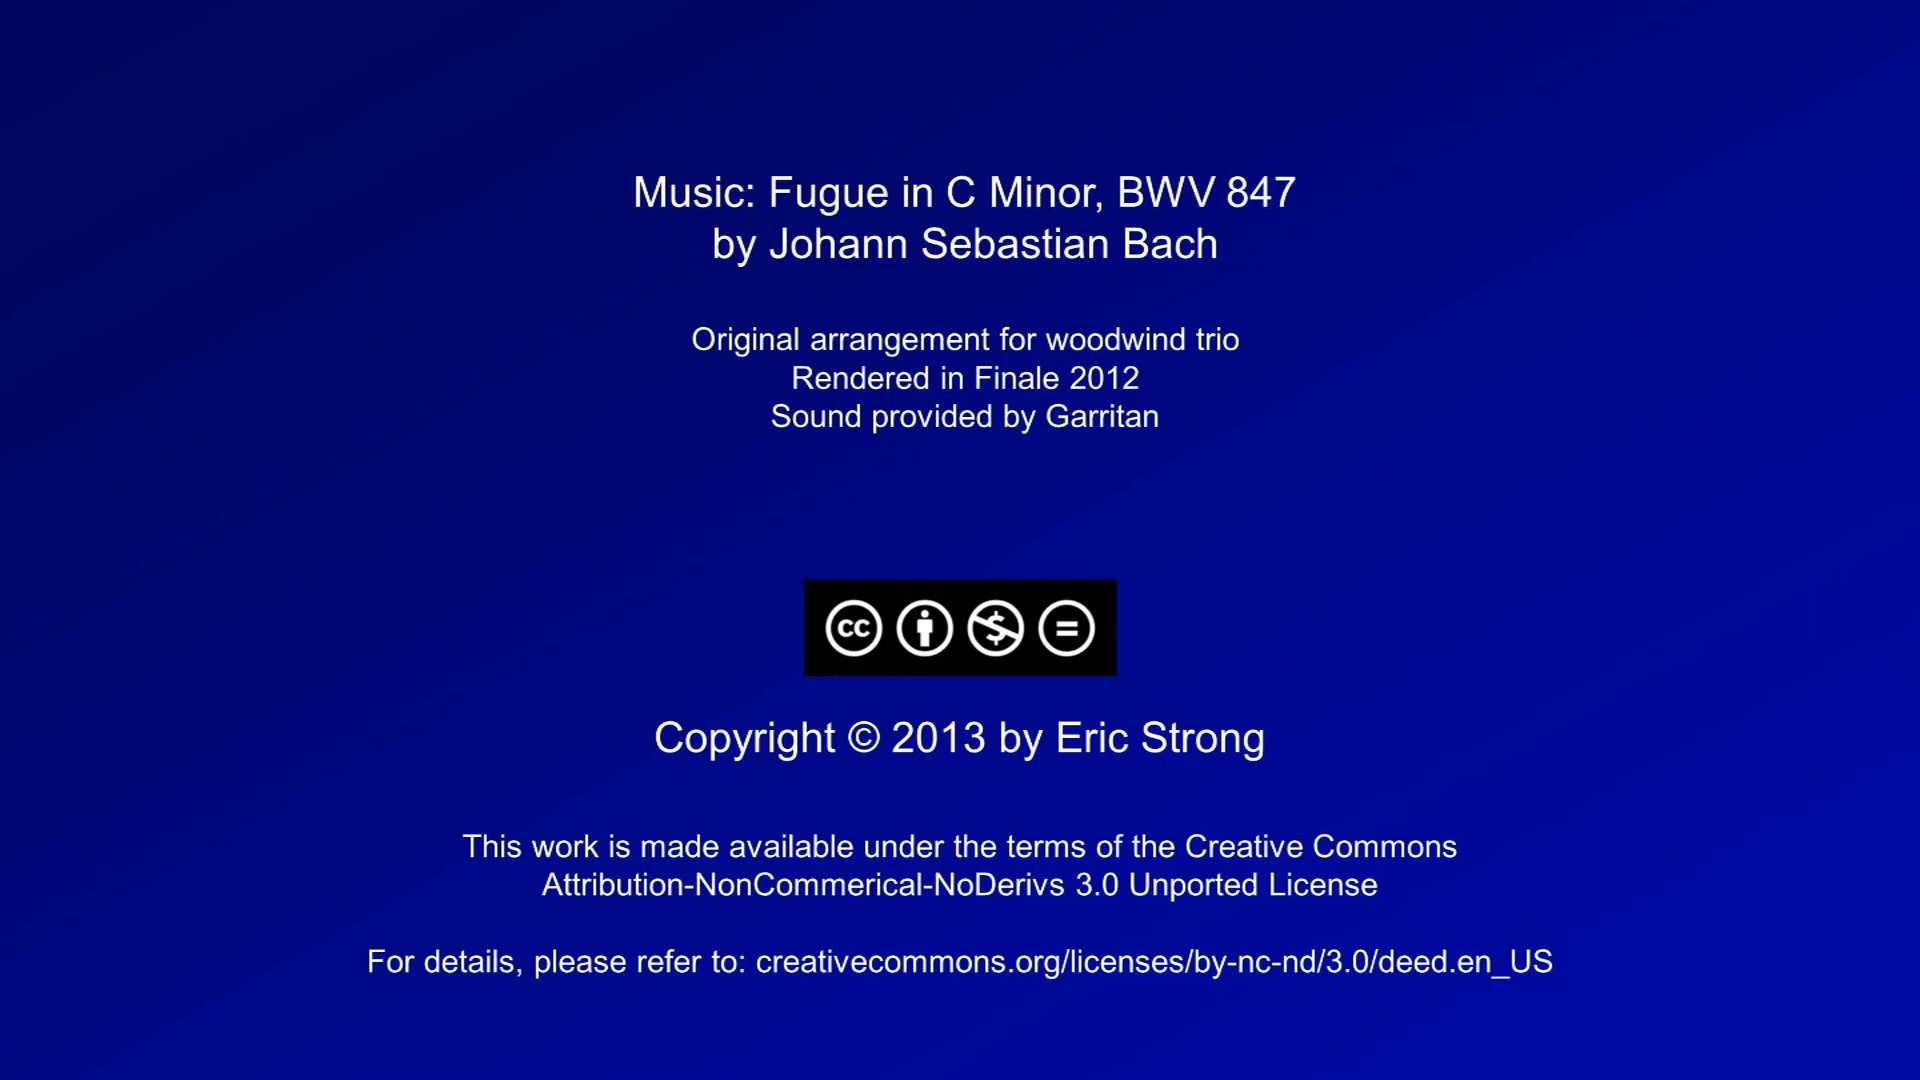 Music: Fugue in C Minor, BWV 847
by Johann Sebastian Bach
Original arrangement for woodwind trio
Rendered in Finale 2012
Sound provided by Garritan
cc $ =
Copyright © 2013 by Eric Strong
This work is made available under the terms of the Creative Commons
Attribution-NonCommerical-NoDerivs 3.0 Unported License
For details, please refer to: creativecommons.org/licenses/by-nc-nd/3.0/deed.en_US